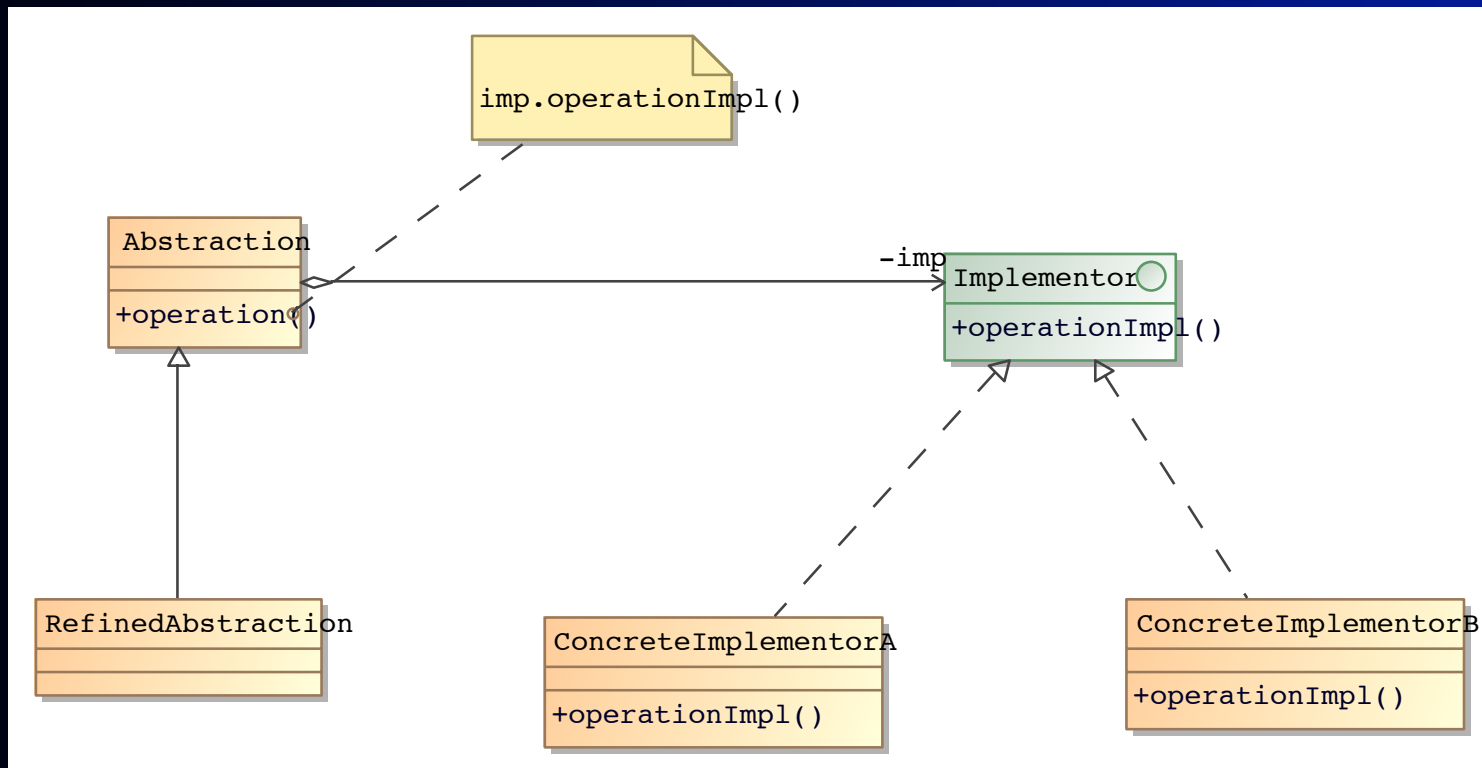 imp.operationImpl()
Abstraction
+operation()
-imp
Implementor
+operationImpl()
RefinedAbstraction
ConcreteImplementorA
+operationImpl()
ConcreteImplementorB
+operationImpl()